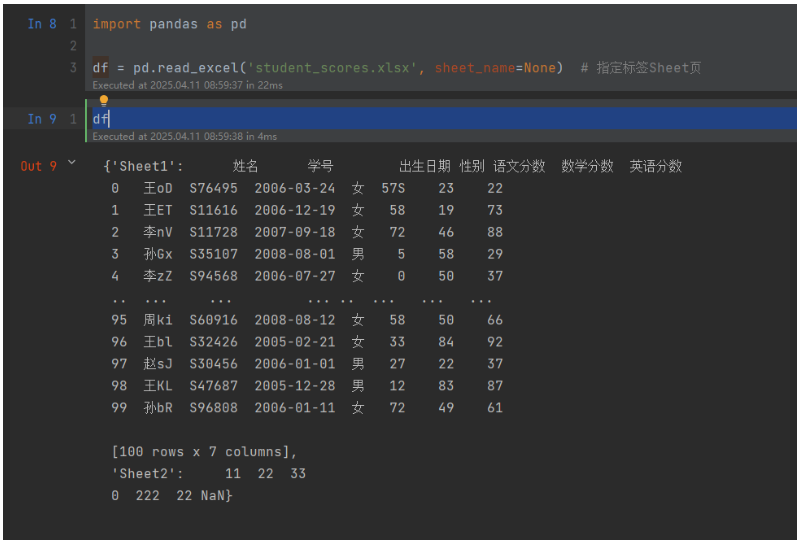 In 8 1 import pandas as pd
2
3 df = pd.read_excel('student_scores.xlsx', sheet_name=None) # 指定标签Sheet页
Executed at 2025.04.11 08:59:37 in 22ms
In 9 1 df
Executed at 2025.04.11 08:59:38 in 4ms
Out 9 {'Sheet1': 姓名 学号 出生日期 性别 语文分数 数学分数 英语分数
0 王oD S76495 2006-03-24 女 57S 23 22
1 王ET S11616 2006-12-19 女 58 19 73
2 李nV S11728 2007-09-18 女 72 46 88
3 孙Gx S35107 2008-08-01 男 5 58 29
4 李zZ S94568 2006-07-27 女 0 50 37
.. ... ... ... .. ... ... ...
95 周ki S60916 2008-08-12 女 58 50 66
96 王bl S32426 2005-02-21 女 33 84 92
97 赵sJ S30456 2006-01-01 男 27 22 37
98 王KL S47687 2005-12-28 男 12 83 87
99 孙bR S96808 2006-01-11 女 72 49 61
[100 rows x 7 columns],
'Sheet2': 11 22 33
0 222 22 NaN}